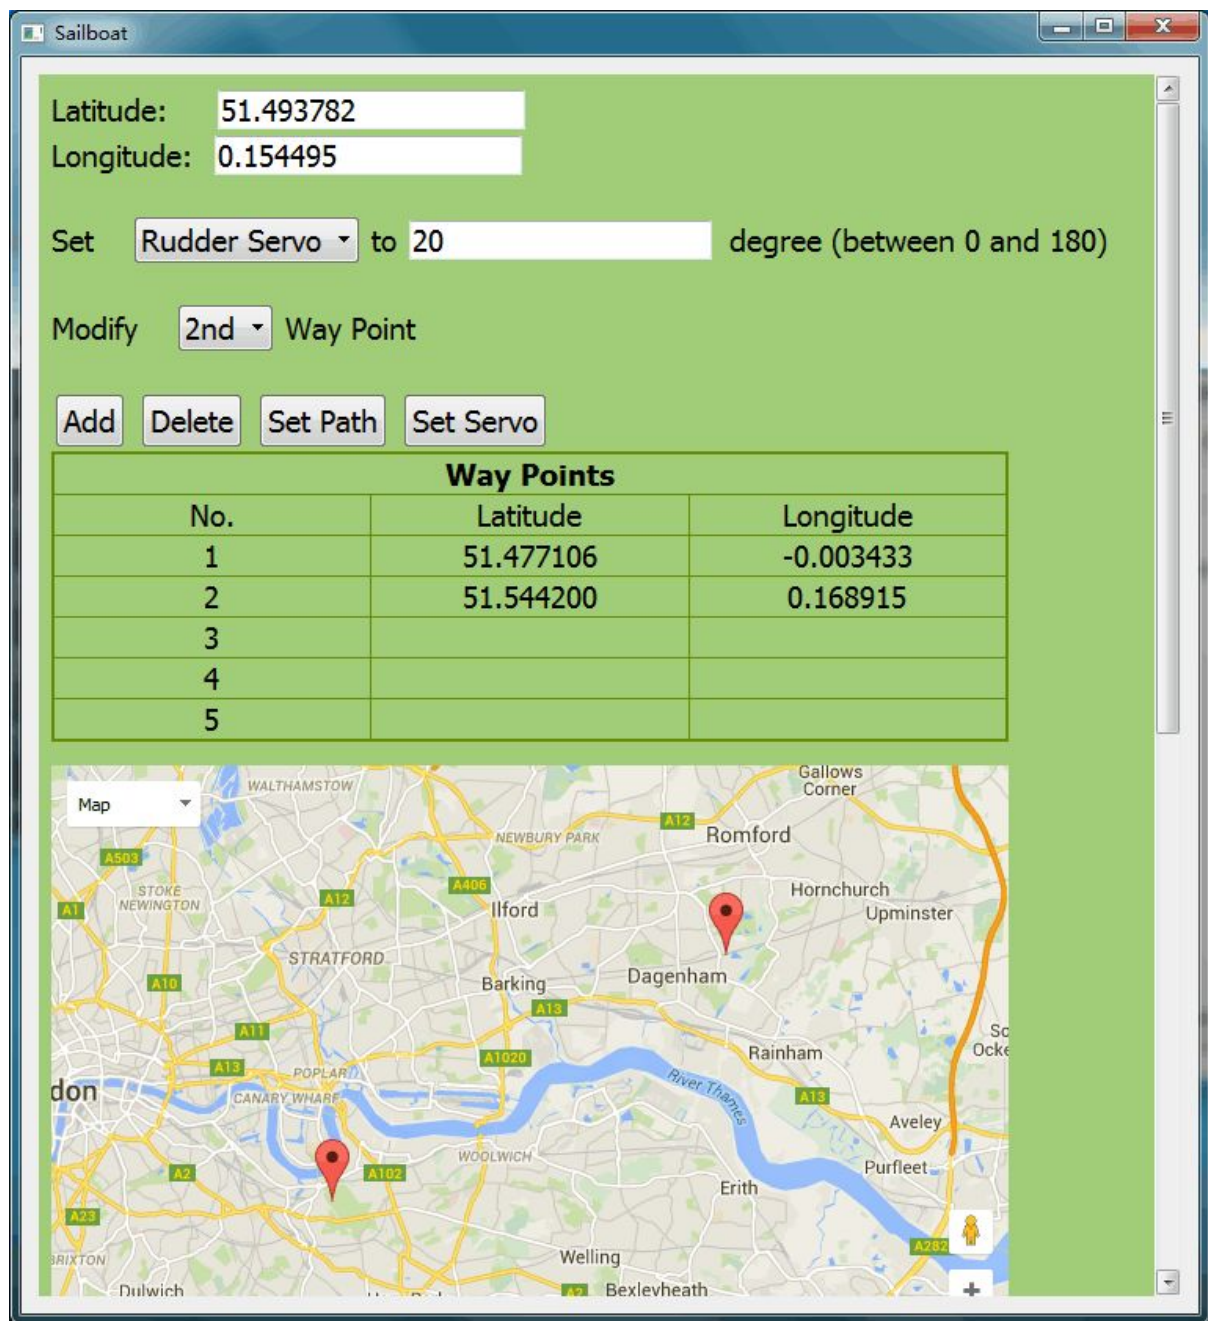 Sailboat
Latitude: 51.493782
Longitude: 0.154495
Set Rudder Servo to 20 degree (between 0 and 180)
Modify 2nd Way Point
Add Delete Set Path Set Servo
Way Points
No. Latitude Longitude
1 51.477106 -0.003433
2 51.544200 0.168915
3
4
5
Map
WALTHAMSTOW
Gallows
Corner
A12
NEWBURY PARK
Romford
A503
STOKE
NEWINGTON
A1
A12
A406
Ilford
Hornchurch
Upminster
STRATFORD
A10
Barking
Dagenham
A13
A11
A13
POPLAR
A1020
Rainham
Ocke
don
CANARY WHARF
River Thames
A13
Aveley
WOOLWICH
A2
A102
Purfleet
Erith
A23
BRIXTON
Welling
A282
Dulwich
A2
Bexleyheath
+